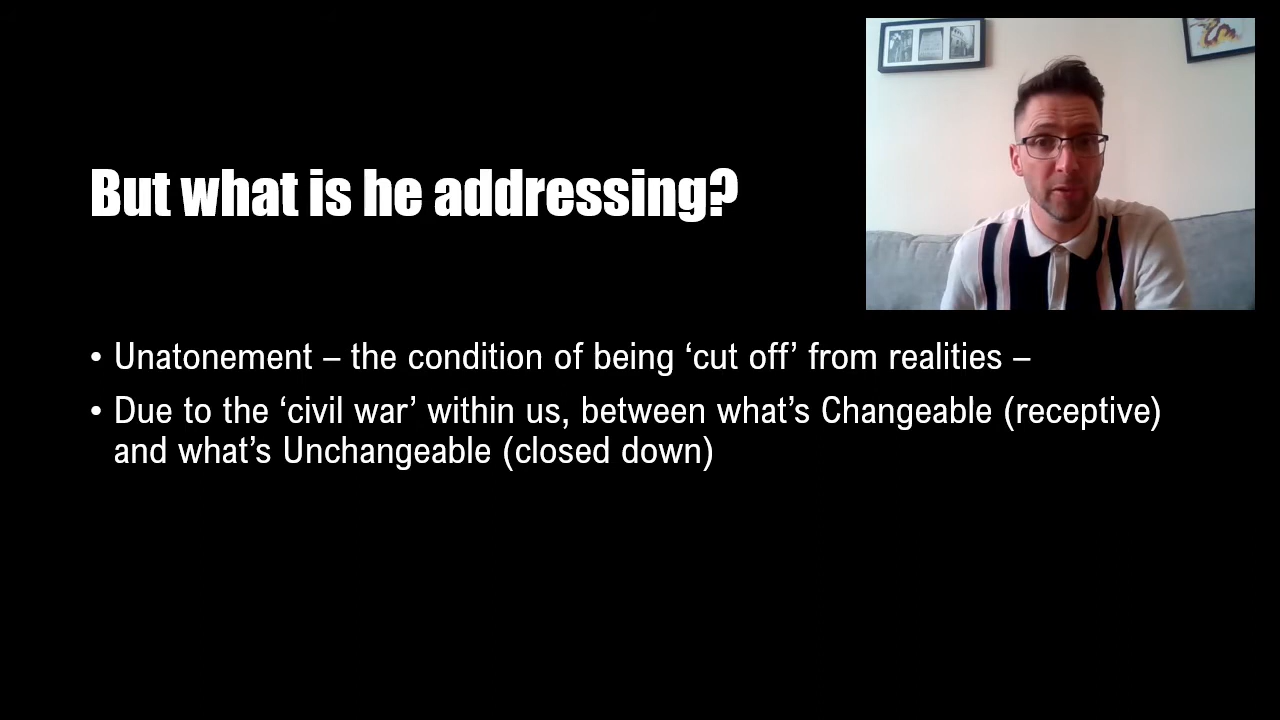 But what is he addressing?
• Unatonement – the condition of being ‘cut off’ from realities –
• Due to the ‘civil war’ within us, between what’s Changeable (receptive)
and what’s Unchangeable (closed down)